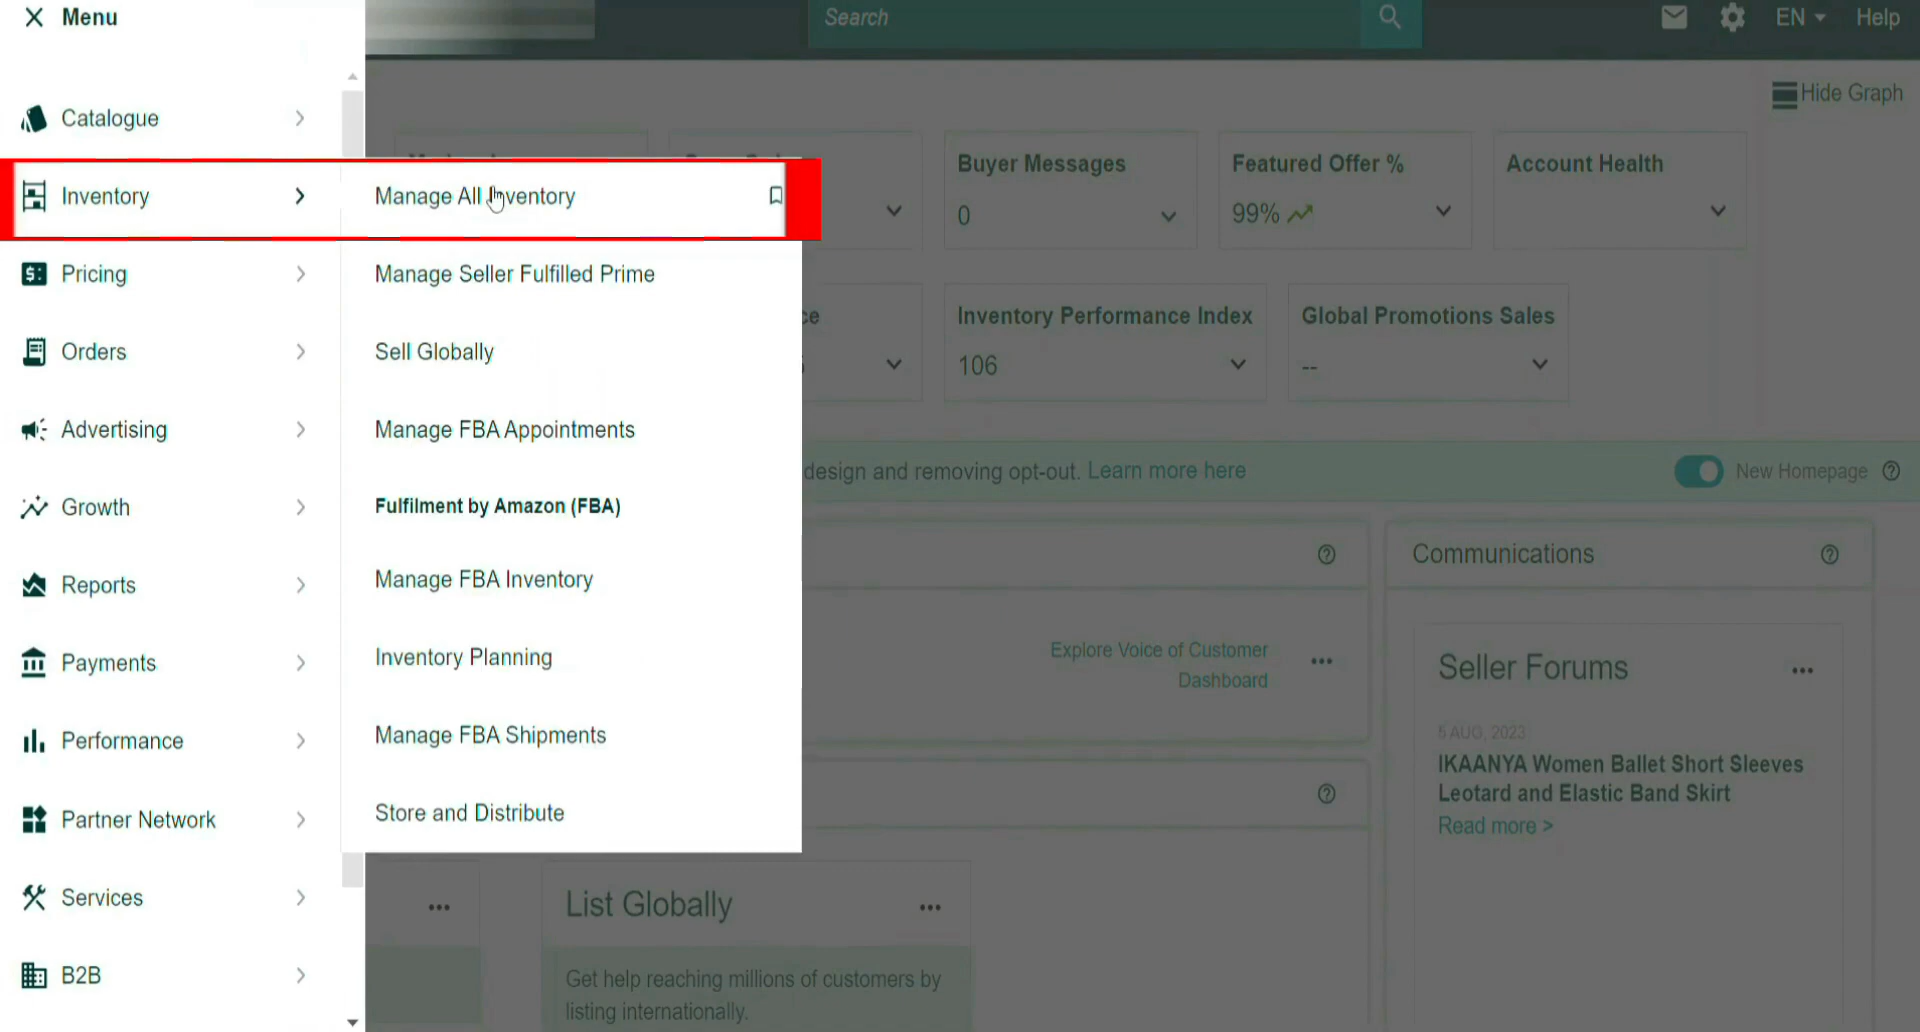 Menu
Search
EN
Help
Hide Graph
Catalogue
Inventory
Pricing
Orders
Advertising
Growth
Reports
Payments
Performance
Partner Network
Services
B2B
Manage All Inventory
Manage Seller Fulfilled Prime
Sell Globally
Manage FBA Appointments
Fulfilment by Amazon (FBA)
Manage FBA Inventory
Inventory Planning
Manage FBA Shipments
Store and Distribute
Buyer Messages
0
Featured Offer %
99%
Account Health
ce
Inventory Performance Index
106
Global Promotions Sales
--
design and removing opt-out. Learn more here
New Homepage
Explore Voice of Customer
Dashboard
Communications
Seller Forums
5 AUG, 2023
IKAANYA Women Ballet Short Sleeves
Leotard and Elastic Band Skirt
Read more >
List Globally
Get help reaching millions of customers by
listing internationally.